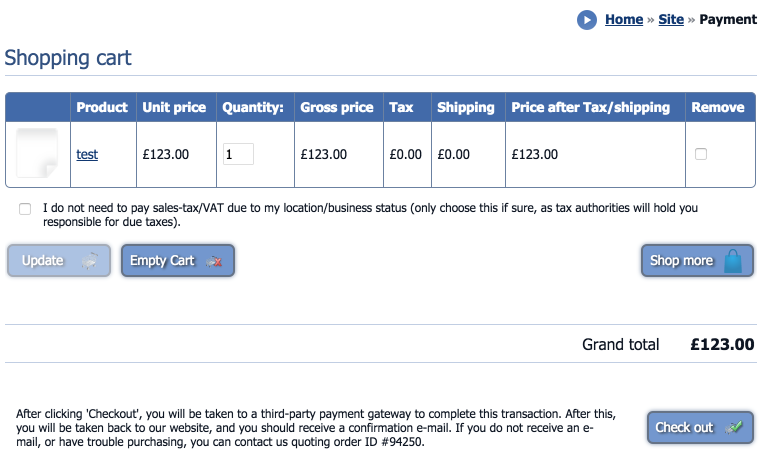 Home » Site » Payment
Shopping cart
Product Unit price Quantity: Gross price Tax Shipping Price after Tax/shipping Remove
test £123.00 1 £123.00 £0.00 £0.00 £123.00
I do not need to pay sales-tax/VAT due to my location/business status (only choose this if sure, as tax authorities will hold you
responsible for due taxes).
Update Empty Cart Shop more
Grand total £123.00
After clicking 'Checkout', you will be taken to a third-party payment gateway to complete this transaction. After this,
you will be taken back to our website, and you should receive a confirmation e-mail. If you do not receive an e-
mail, or have trouble purchasing, you can contact us quoting order ID #94250.
Check out